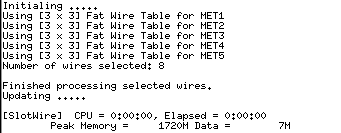 Initialing .....
Using [3 x 3] Fat Wire Table for MET1
Using [3 x 3] Fat Wire Table for MET2
Using [3 x 3] Fat Wire Table for MET3
Using [3 x 3] Fat Wire Table for MET4
Using [3 x 3] Fat Wire Table for MET5
Number of wires selected: 8
Finished processing selected wires.
Updating .....
[SlotWire]  CPU = 0:00:00, Elapsed = 0:00:00
Peak Memory =     1720M Data =        7M